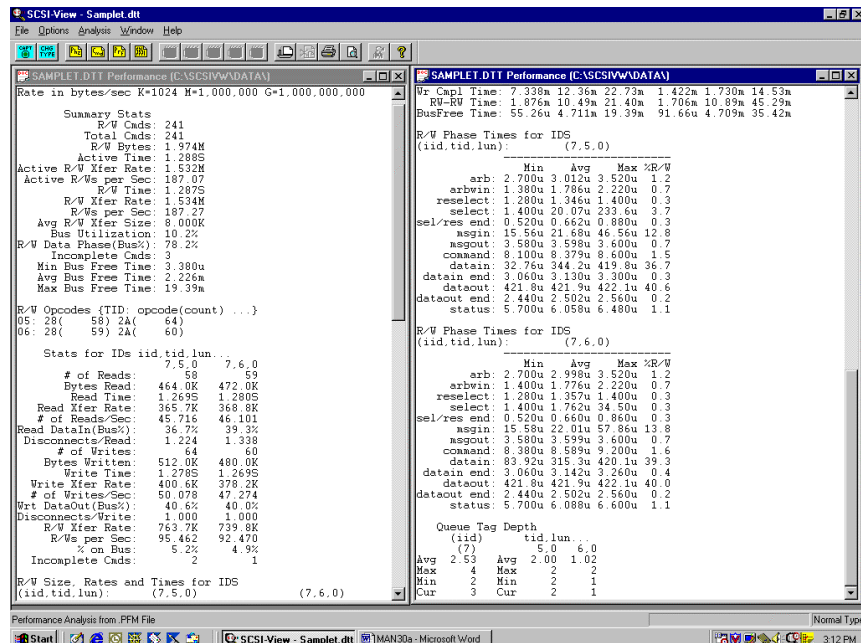 SCSI-View - Samplet.dtt
File Options Analysis Window Help
CAPT CHG TYPE
SAMPLET.DTT Performance (C:\SCSIVW\DATA\)
Rate in bytes/sec K=1024 M=1,000,000 G=1,000,000,000
Summary Stats
R/W Cmds: 241
Total Cmds: 241
R/W Bytes: 1.974M
Active Time: 1.288S
Active R/W Xfer Rate: 1.532M
Active R/Ws per Sec: 187.07
R/W Time: 1.287S
R/W Xfer Rate: 1.534M
R/Ws per Sec: 187.27
Avg R/W Xfer Size: 8.000K
Bus Utilization: 10.2%
R/W Data Phase(Bus%): 78.2%
Incomplete Cmds: 3
Min Bus Free Time: 3.380u
Avg Bus Free Time: 2.226m
Max Bus Free Time: 19.39m
R/W Opcodes {TID: opcode(count) ...}
05: 28( 58) 2A( 64)
06: 28( 59) 2A( 60)
Stats for IDs iid,tid,lun...
7,5,0 7,6,0
# of Reads: 58 59
Bytes Read: 464.0K 472.0K
Read Time: 1.269S 1.280S
Read Xfer Rate: 365.7K 368.8K
# of Reads/Sec: 45.716 46.101
Read DataIn(Bus%): 36.7% 39.3%
Disconnects/Read: 1.224 1.338
# of Writes: 64 60
Bytes Written: 512.0K 480.0K
Write Time: 1.278S 1.269S
Write Xfer Rate: 400.6K 378.2K
# of Writes/Sec: 50.078 47.274
Wrt DataOut(Bus%): 40.6% 40.0%
Disconnects/Write: 1.000 1.000
R/W Xfer Rate: 763.7K 739.8K
R/Ws per Sec: 95.462 92.470
% on Bus: 5.2% 4.9%
Incomplete Cmds: 2 1
R/W Size, Rates and Times for IDS
(iid,tid,lun): (7,5,0) (7,6,0)
SAMPLET.DTT Performance (C:\SCSIVW\DATA\)
Wr Cmpl Time: 7.338m 12.36m 22.73m 1.422m 1.730m 14.53m
RW-RW Time: 1.876m 10.49m 21.40m 1.706m 10.89m 45.29m
BusFree Time: 55.26u 4.711m 19.39m 91.66u 4.709m 35.42m
R/W Phase Times for IDS
(iid,tid,lun): (7,5,0)
Min Avg Max %R/W
arb: 2.700u 3.012u 3.520u 1.2
arbwin: 1.380u 1.786u 2.220u 0.7
reselect: 1.280u 1.346u 1.400u 0.3
select: 1.400u 20.07u 233.6u 3.7
sel/res end: 0.520u 0.662u 0.880u 0.3
msgin: 15.56u 21.68u 46.56u 12.8
msgout: 3.580u 3.598u 3.600u 0.7
command: 8.100u 8.379u 8.600u 1.5
datain: 32.76u 344.2u 419.8u 36.7
datain end: 3.060u 3.130u 3.300u 0.3
dataout: 421.8u 421.9u 422.1u 40.6
dataout end: 2.440u 2.502u 2.560u 0.2
status: 5.700u 6.058u 6.480u 1.1
R/W Phase Times for IDS
(iid,tid,lun): (7,6,0)
Min Avg Max %R/W
arb: 2.700u 2.998u 3.520u 1.2
arbwin: 1.400u 1.776u 2.220u 0.7
reselect: 1.280u 1.357u 1.400u 0.3
select: 1.400u 1.762u 34.50u 0.3
sel/res end: 0.520u 0.660u 0.860u 0.3
msgin: 15.58u 22.01u 57.86u 13.8
msgout: 3.580u 3.599u 3.600u 0.7
command: 8.380u 8.589u 9.200u 1.6
datain: 83.92u 315.3u 420.1u 39.3
datain end: 3.060u 3.142u 3.260u 0.4
dataout: 421.8u 421.9u 422.1u 40.0
dataout end: 2.440u 2.502u 2.560u 0.2
status: 5.700u 6.088u 6.600u 1.1
Queue Tag Depth
(iid) tid,lun...
(7) 5,0 6,0
Avg 2.53 Avg 2.00 1.02
Max 4 Max 2 2
Min 2 Min 2 1
Cur 3 Cur 2 1
Performance Analysis from .PFM File
Normal Typ
Start SCSI-View - Samplet.dtt MAN30a - Microsoft Word 3:12 PM